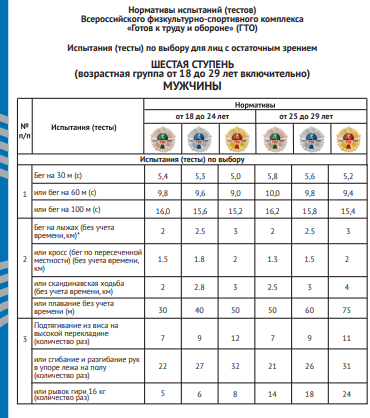 Нормативы испытаний (тестов)
Всероссийского физкультурно-спортивного комплекса
«Готов к труду и обороне» (ГТО)
Испытания (тесты) по выбору для лиц с остаточным зрением
ШЕСТАЯ СТУПЕНЬ
(возрастная группа от 18 до 29 лет включительно)
МУЖЧИНЫ
№ п/п Испытания (тесты) Нормативы
от 18 до 24 лет от 25 до 29 лет
Испытания (тесты) по выбору
1 Бег на 30 м (с) 5,4 5,3 5,0 5,8 5,6 5,2
или бег на 60 м (с) 9,8 9,6 9,0 10,0 9,8 9,4
или бег на 100 м (с) 16,0 15,6 15,2 16,2 15,8 15,4
2 Бег на лыжах (без учета
времени, км)* 2 2.5 3 2 2.5 3
или кросс (бег по пересеченной
местности) (без учета времени,
км) 1.5 1.8 2 1.3 1.5 2
или скандинавская ходьба
(без учета времени, км) 2 2.8 3 2.5 3 4
или плавание без учета
времени (м) 30 40 50 50 60 75
3 Подтягивание из виса на
высокой перекладине
(количество раз) 7 9 12 7 9 11
или сгибание и разгибание рук
в упоре лежа на полу
(количество раз) 22 27 32 21 26 31
или рывок гири 16 кг
(количество раз) 5 6 8 14 18 24